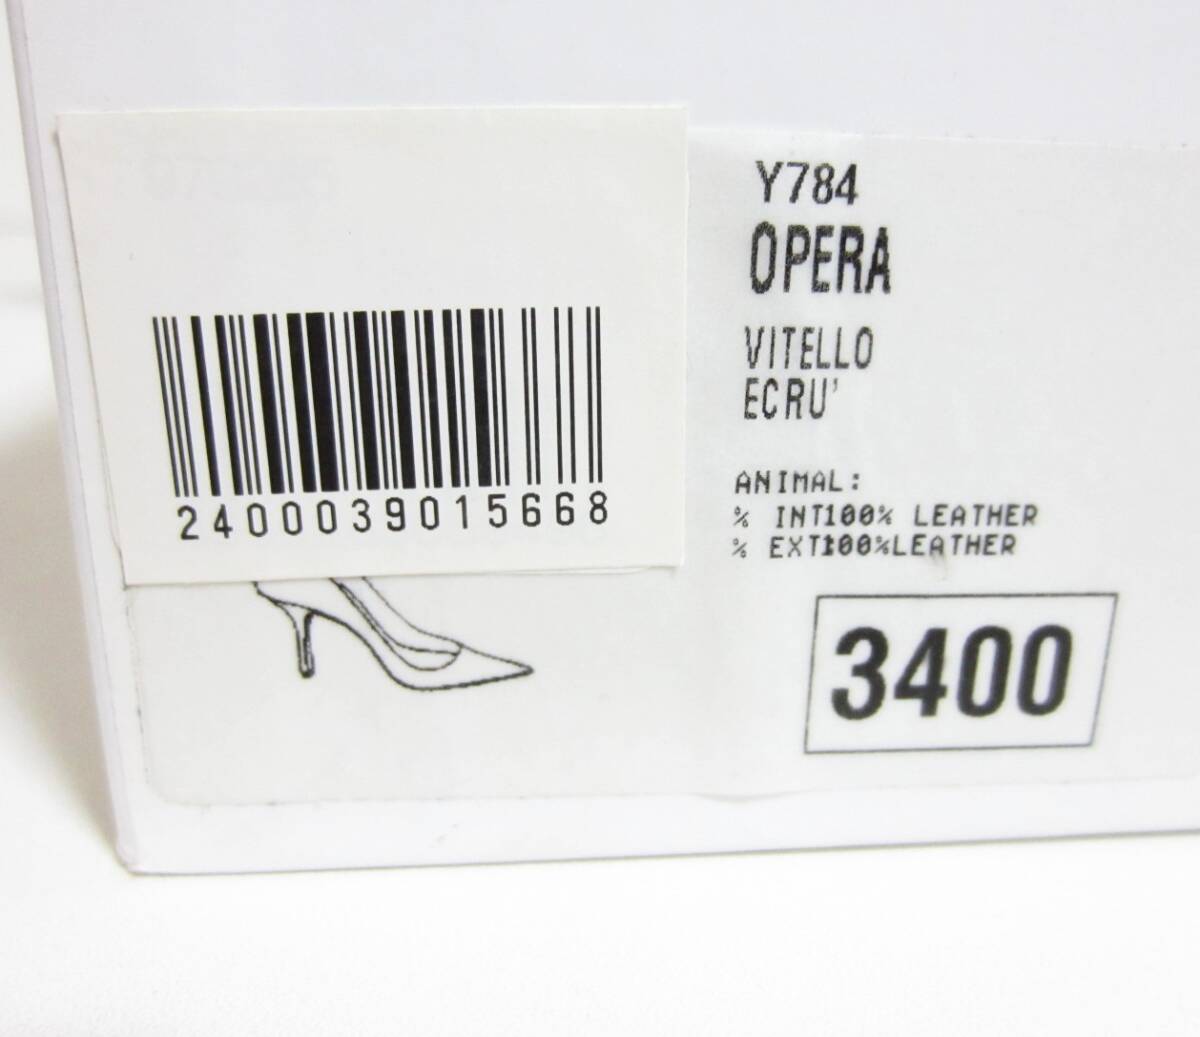 Y784
OPERA
VITELLO
ECRU'
ANIMAL:
% INT100% LEATHER
% EXT100%LEATHER
3400
2400039015668